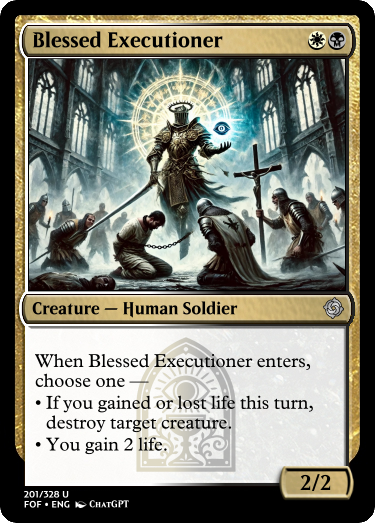 Blessed Executioner
Creature — Human Soldier
When Blessed Executioner enters,
choose one —
• If you gained or lost life this turn,
destroy target creature.
• You gain 2 life.
2/2
201/328 U
FOF • ENG ChatGPT